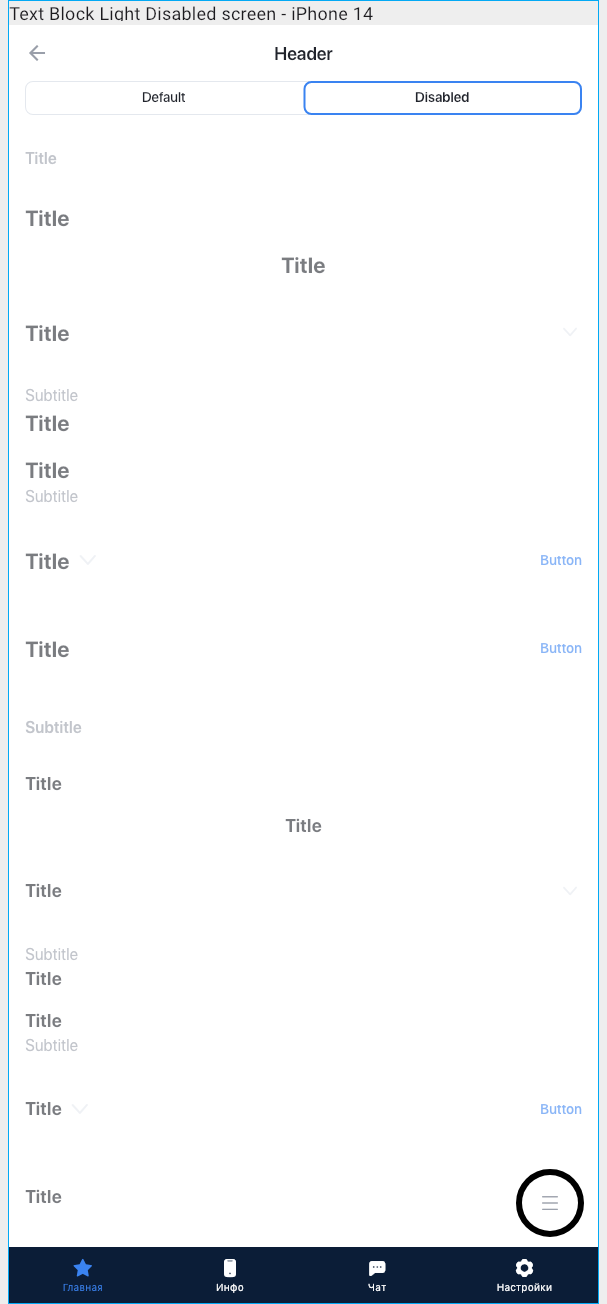 Text Block Light Disabled screen - iPhone 14
Header
Default Disabled
Title
Title
Title
Title
Subtitle
Title
Title
Subtitle
Title Button
Title Button
Subtitle
Title
Title
Title
Subtitle
Title
Title
Subtitle
Title Button
Title
Главная Инфо Чат Настройки